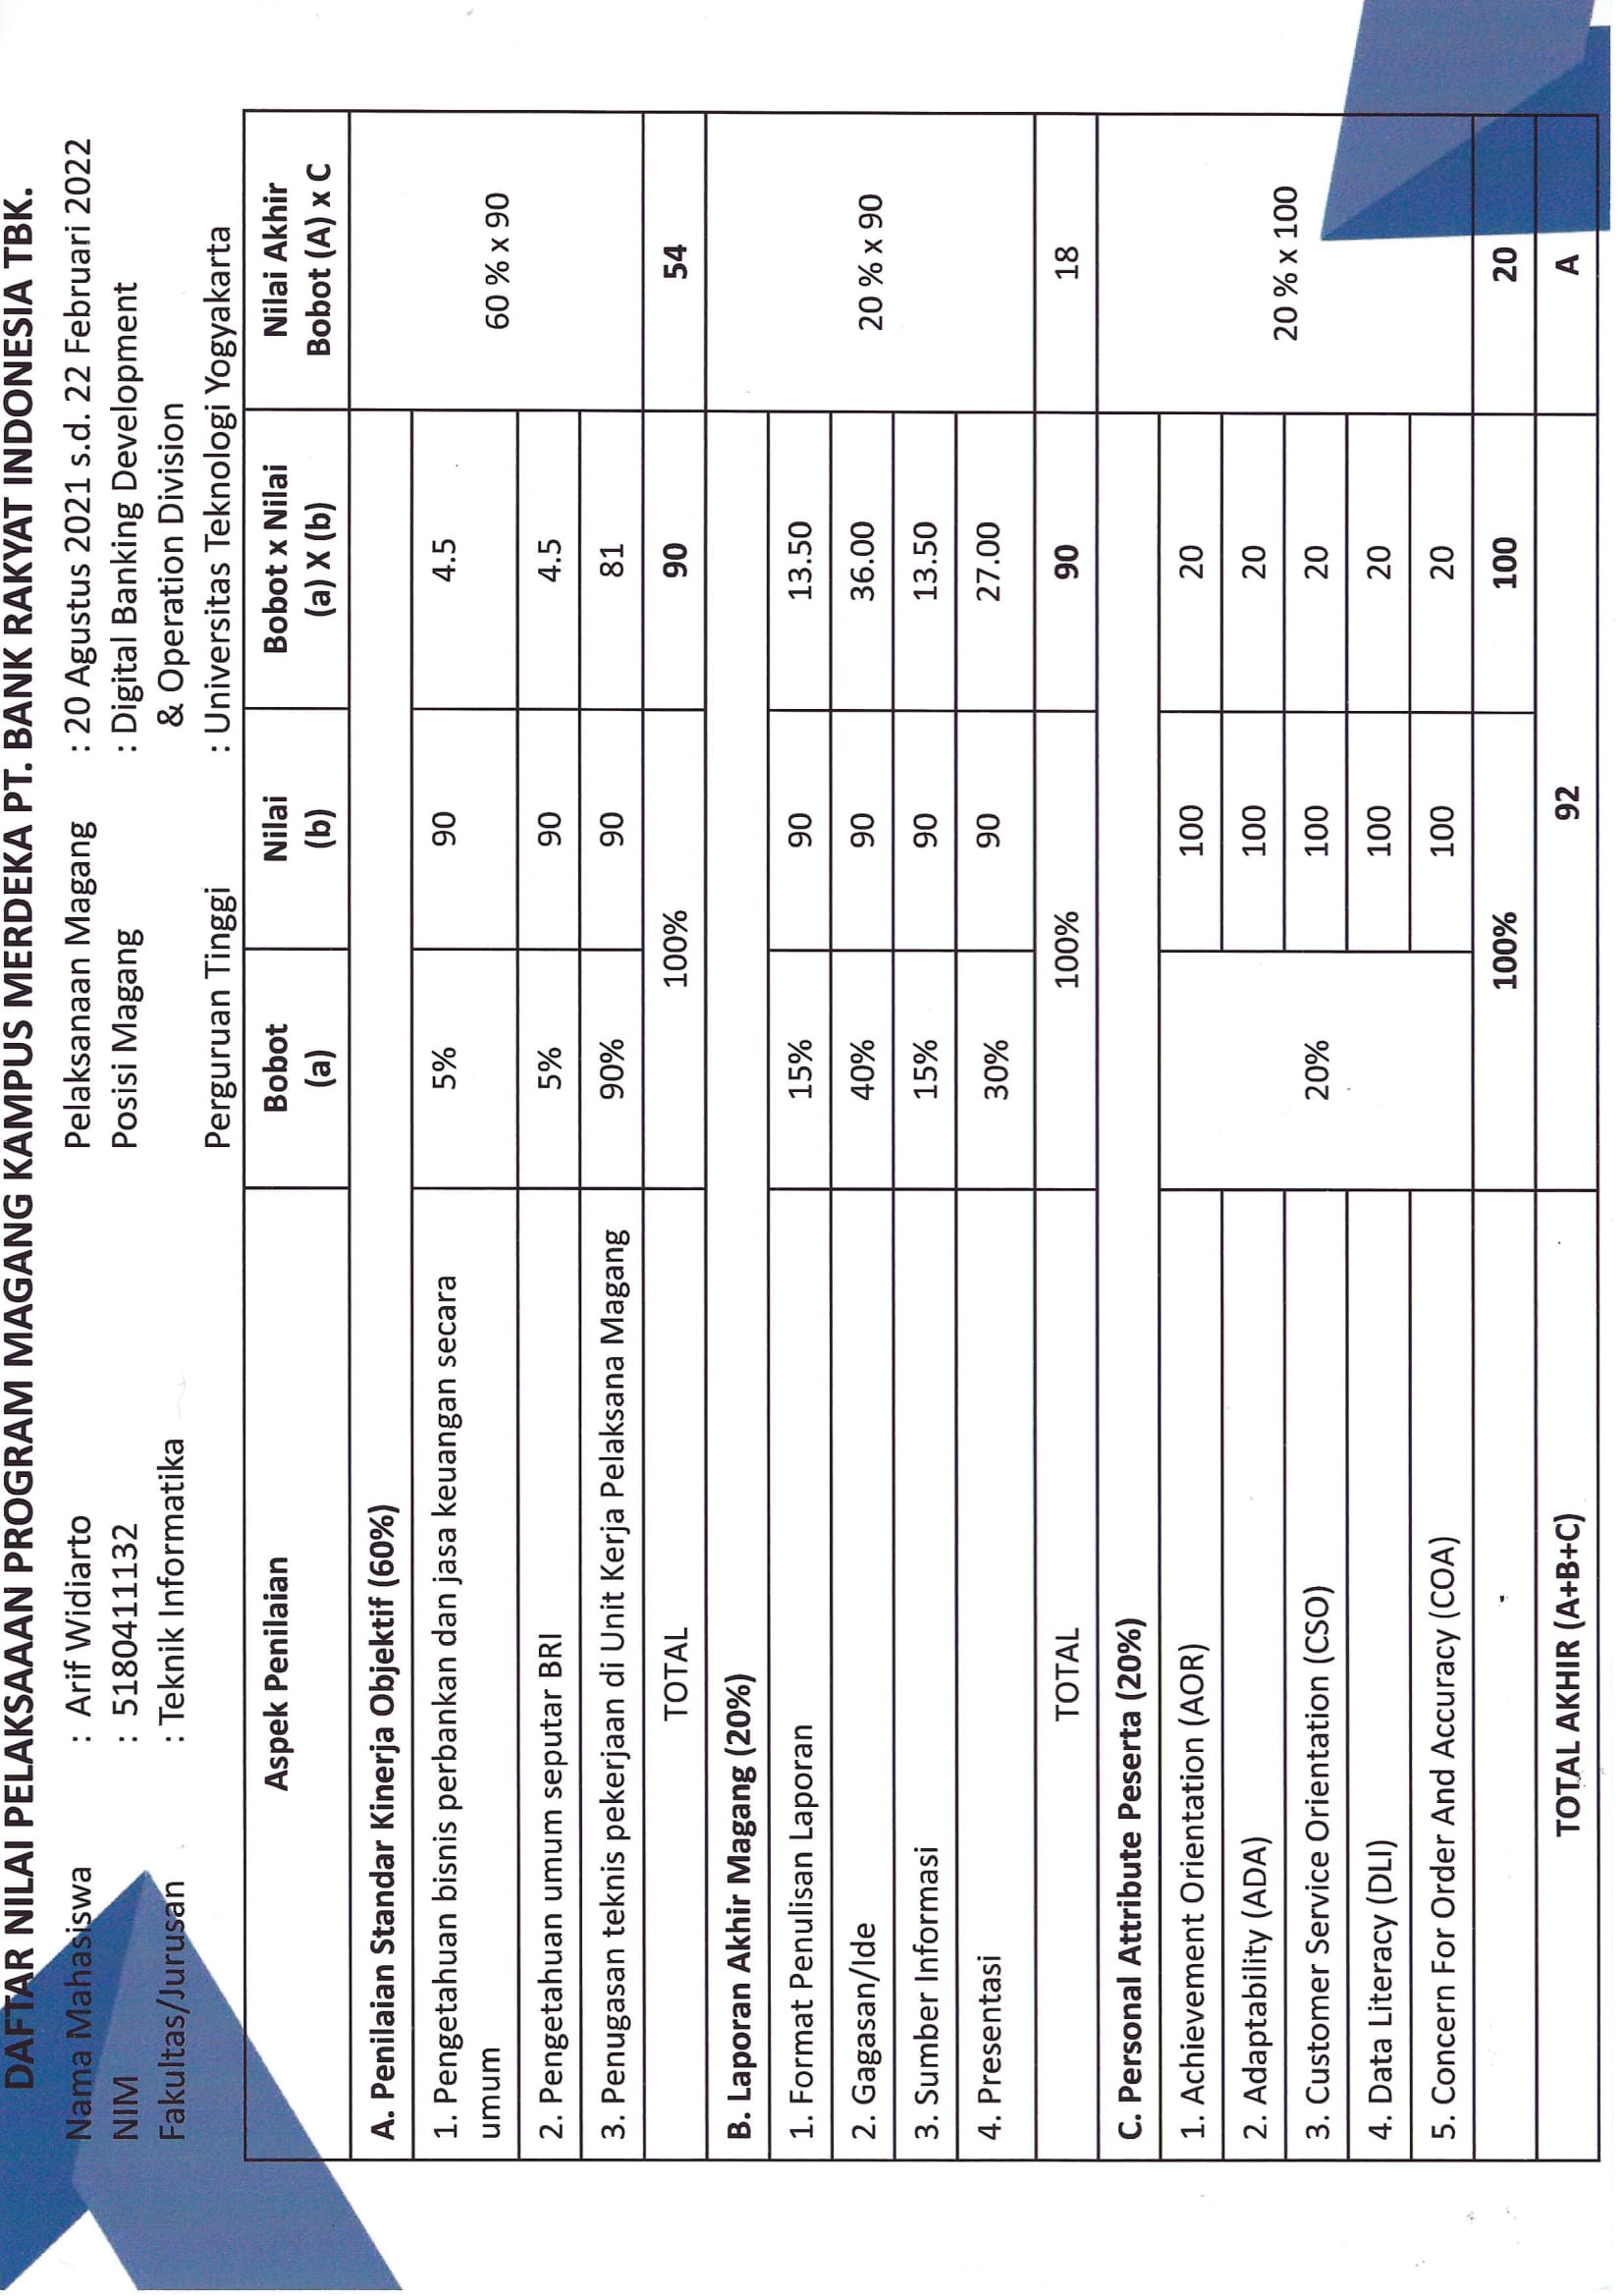 DAFTAR NILAI PELAKSAAAN PROGRAM MAGANG KAMPUS MERDEKA PT. BANK RAKYAT INDONESIA TBK.
Nama Mahasiswa : Arif Widiarto Pelaksanaan Magang : 20 Agustus 2021 s.d. 22 Februari 2022
NIM : 5180411132 Posisi Magang : Digital Banking Development
Fakultas/Jurusan : Teknik Informatika & Operation Division
Perguruan Tinggi : Universitas Teknologi Yogyakarta
Aspek Penilaian Bobot Nilai Bobot x Nilai Nilai Akhir
(a) (b) (a) X (b) Bobot (A) x C
A. Penilaian Standar Kinerja Objektif (60%)
1. Pengetahuan bisnis perbankan dan jasa keuangan secara 5% 90 4.5
umum
60 % x 90
2. Pengetahuan umum seputar BRI 5% 90 4.5
3. Penugasan teknis pekerjaan di Unit Kerja Pelaksana Magang 90% 90 81
TOTAL 100% 90 54
B. Laporan Akhir Magang (20%)
1. Format Penulisan Laporan 15% 90 13.50
2. Gagasan/Ide 40% 90 36.00 20 % x 90
3. Sumber Informasi 15% 90 13.50
4. Presentasi 30% 90 27.00
TOTAL 100% 90 18
C. Personal Attribute Peserta (20%)
1. Achievement Orientation (AOR) 100 20
2. Adaptability (ADA) 100 20
20 % x 100
3. Customer Service Orientation (CSO) 20% 100 20
4. Data Literacy (DLI) 100 20
5. Concern For Order And Accuracy (COA) 100 20
100% 100 20
TOTAL AKHIR (A+B+C) 92 A